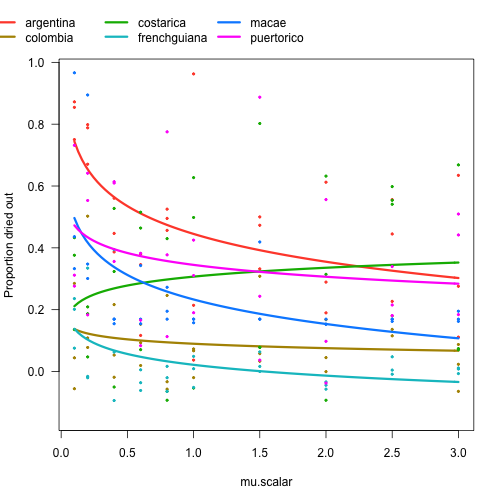 argentina costarica macae
colombia frenchguiana puertorico
1.0
0.8
0.6
0.4
0.2
0.0
Proportion dried out
0.0 0.5 1.0 1.5 2.0 2.5 3.0
mu.scalar